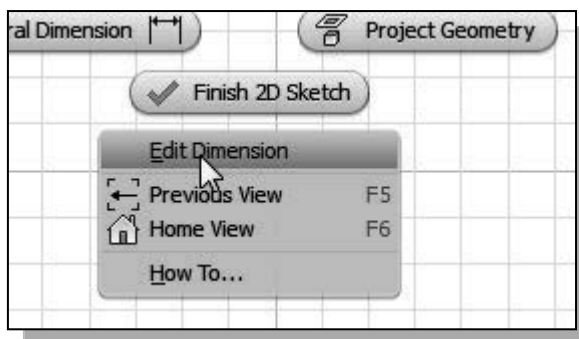 ral Dimension
Project Geometry
Finish 2D Sketch
Edit Dimension
Previous View F5
Home View F6
How To...